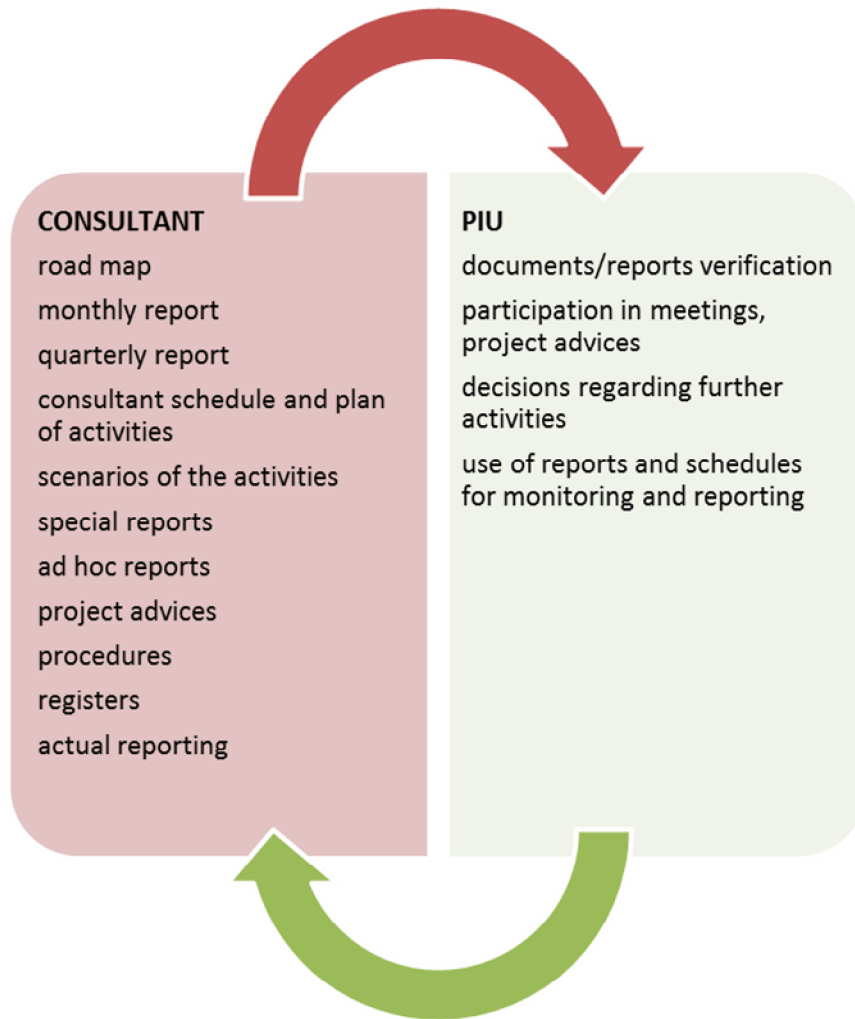 CONSULTANT
road map
monthly report
quarterly report
consultant schedule and plan
of activities
scenarios of the activities
special reports
ad hoc reports
project advices
procedures
registers
actual reporting
PIU
documents/reports verification
participation in meetings,
project advices
decisions regarding further
activities
use of reports and schedules
for monitoring and reporting